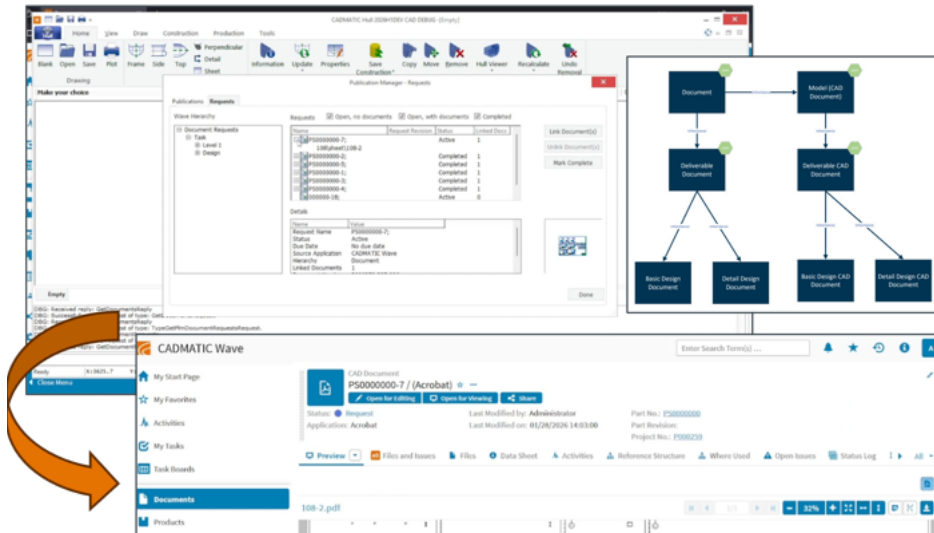 CADMATIC Hull 2026H1DEV CAD DEBUG - [Empty]
Hull
Home View Draw Construction Production Tools
Blank Open Save Plot Frame Side Top Perpendicular Detail Sheet Information Update Properties Save Construction Copy Move Remove Hull Viewer Recalculate Undo Removal
Drawing
Make your choice
Publication Manager - Requests
Publications Requests
Wave Hierarchy
Document Requests
Task
Level 1
Design
Requests Open, no documents Open, with documents Completed
Name Request Revision Status Linked Docs
PS0000000-7; Active 1
108\sheet\108-2
PS0000000-2; Completed 1
PS0000000-5; Completed 1
PS0000000-1; Completed 1
PS0000000-3; Completed 1
PS0000000-4; Completed 1
000000-18; Active 0
Link Document(s)
Unlink Document(s)
Mark Complete
Details
Name Value
Request Name PS0000000-7;
Status Active
Due Date No due date
Source Application CADMATIC Wave
Hierarchy Document
Linked Documents 1
Done
Empty
DBG: Received reply: GetDocumentsReply
Ready
Close Menu
Document
Model (CAD Document)
Deliverable Document
Deliverable CAD Document
Basic Design Document
Detail Design Document
Basic Design CAD Document
Detail Design CAD Document
CADMATIC Wave
Enter Search Term(s) ....
My Start Page
My Favorites
Activities
My Tasks
Task Boards
Documents
Products
CAD Document
PS0000000-7 / (Acrobat)
Open for Editing Open for Viewing Share
Status: Request Last Modified by: Administrator Part No.: PS0000000
Application: Acrobat Last Modified on: 01/28/2026 14:03:00 Part Revision:
Project No.: P000259
Preview Files and Issues Files Data Sheet Activities Reference Structure Where Used Open Issues Status Log All
108-2.pdf
1/1
32%